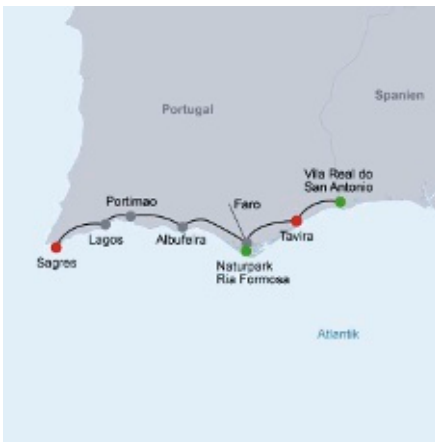 Portugal
Spanien
Vila Real do
San Antonio
Faro
Portimao
Lagos
Albufeira
Tavira
Sagres
Naturpark
Ria Formosa
Atlantik